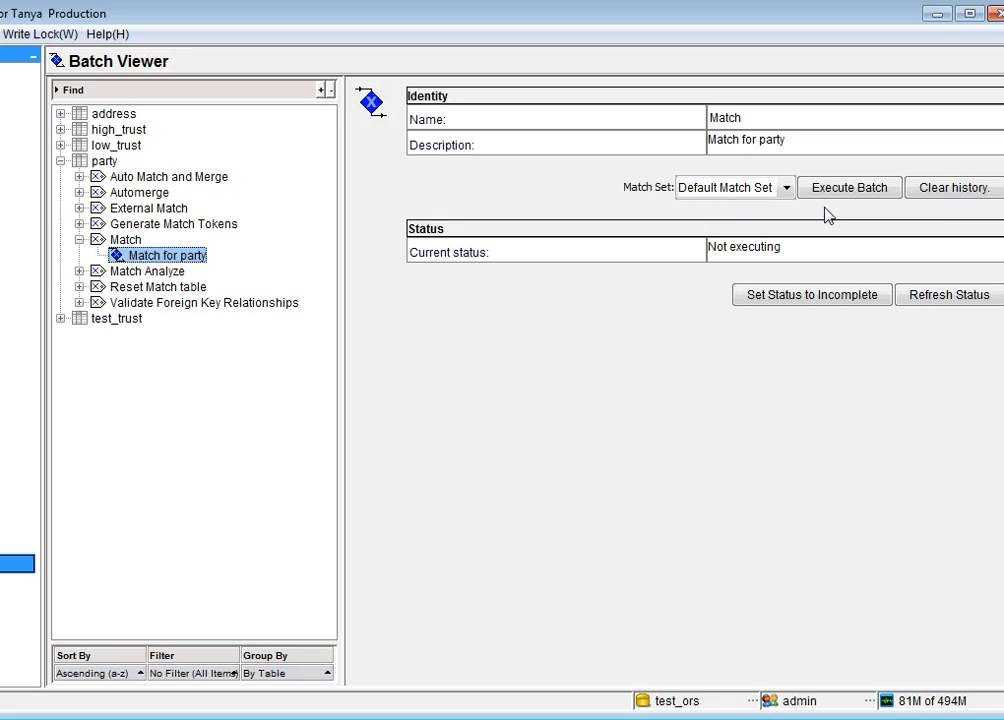 or Tanya Production
Write Lock(W) Help(H)
Batch Viewer
Find
+ -
address
high_trust
low_trust
party
Auto Match and Merge
Automerge
External Match
Generate Match Tokens
Match
Match for party
Match Analyze
Reset Match table
Validate Foreign Key Relationships
test_trust
Sort By Filter Group By
Ascending (a-z) No Filter (All Items) By Table
Identity
Name: Match
Description: Match for party
Match Set: Default Match Set Execute Batch Clear history.
Status
Current status: Not executing
Set Status to Incomplete Refresh Status
test_ors ... admin ... 81M of 494M